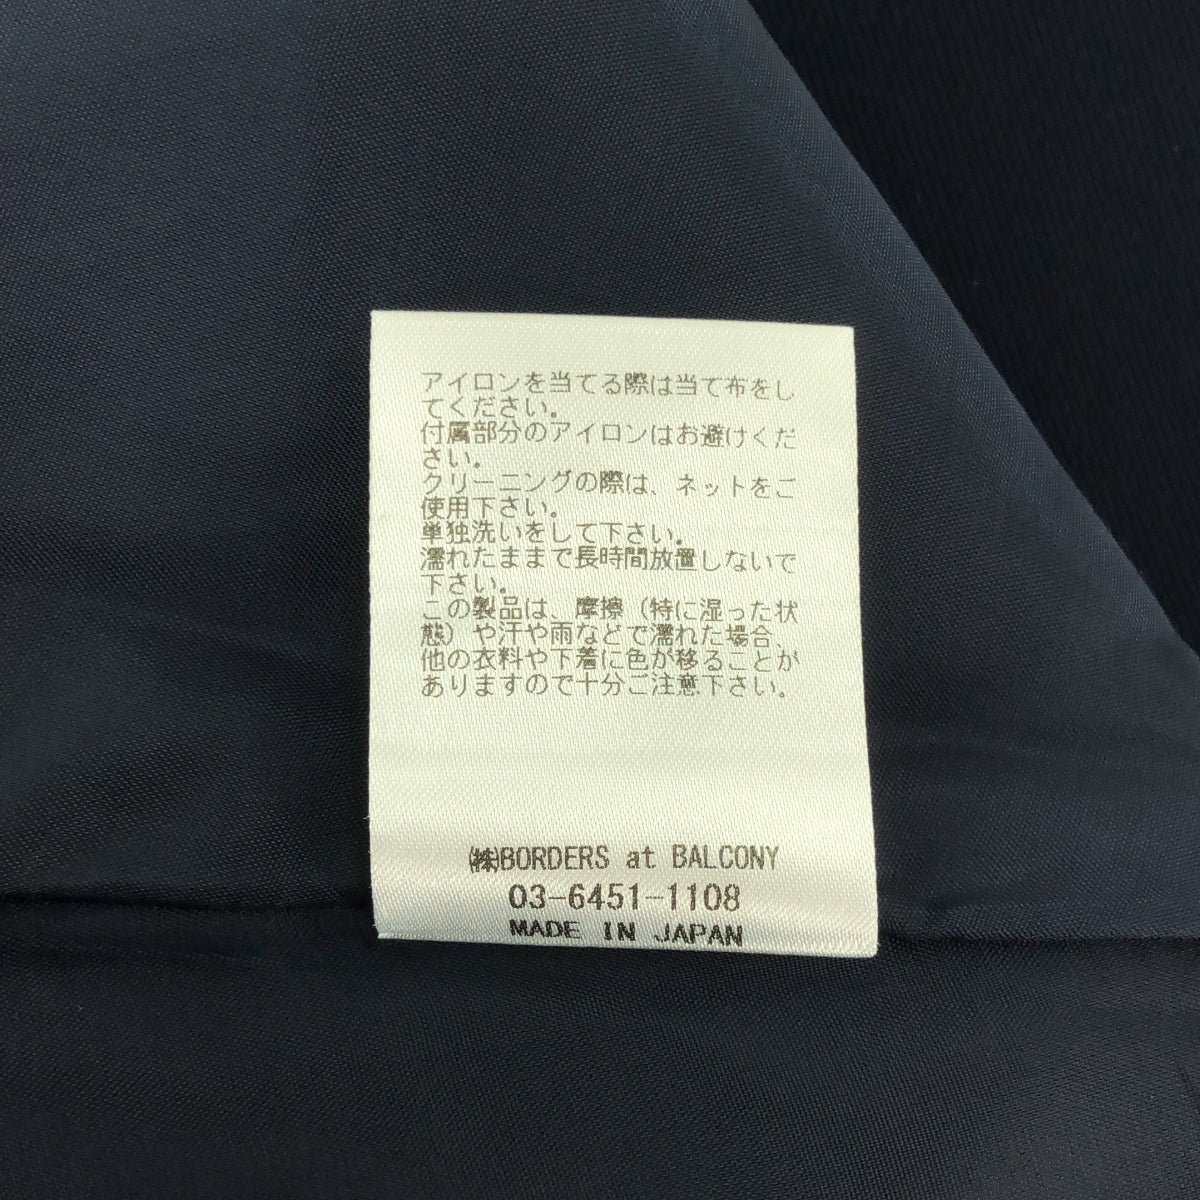 アイロンを当てる際は当て布をし
てください。
付属部分のアイロンはお避けくだ
さい。
クリーニングの際は、ネットをご
使用下さい。
単独洗いをして下さい。
濡れたままで長時間放置しないで
下さい。
この製品は、摩擦（特に湿った状
態）や汗や雨などで濡れた場合、
他の衣料や下着に色が移ることが
ありますので十分ご注意下さい。
㈱BORDERS at BALCONY
03-6451-1108
MADE IN JAPAN